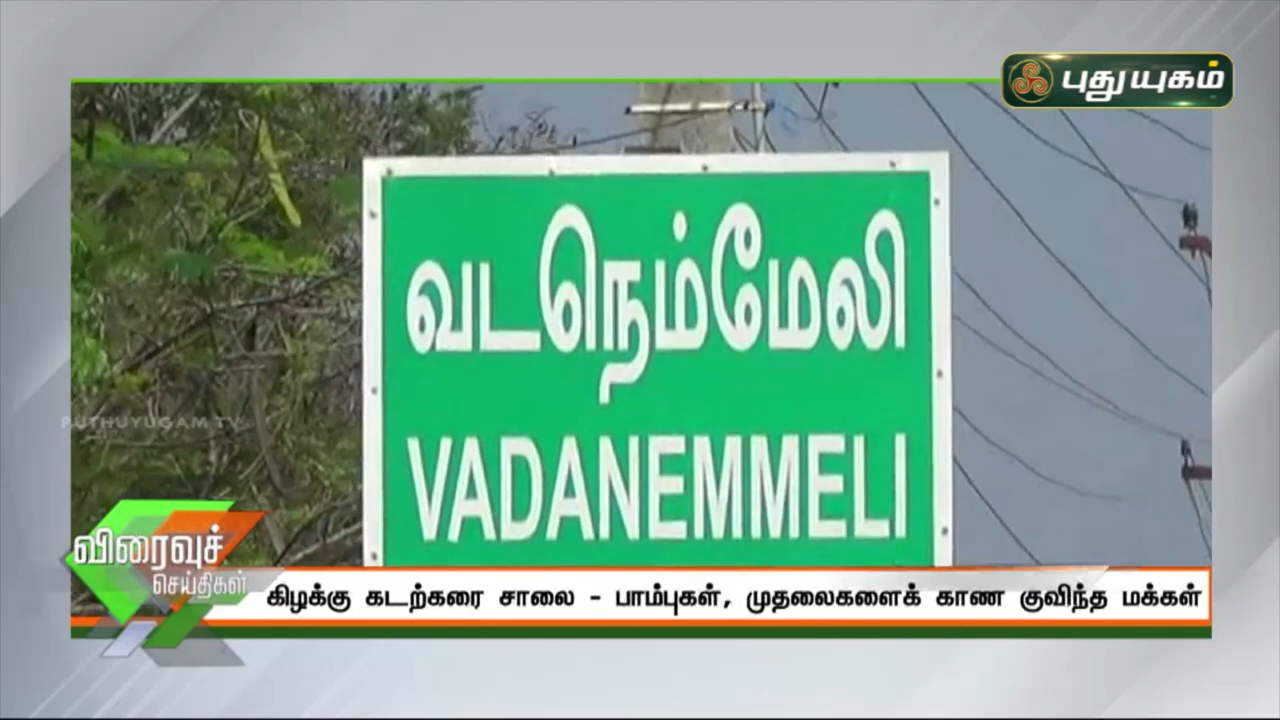 புதுயுகம்
வடநெம்மேலி
VADANEMMELI
PUTHUYUGAM TV
விரைவுச்
செய்திகள்
கிழக்கு கடற்கரை சாலை - பாம்புகள், முதலைகளைக் காண குவிந்த மக்கள்